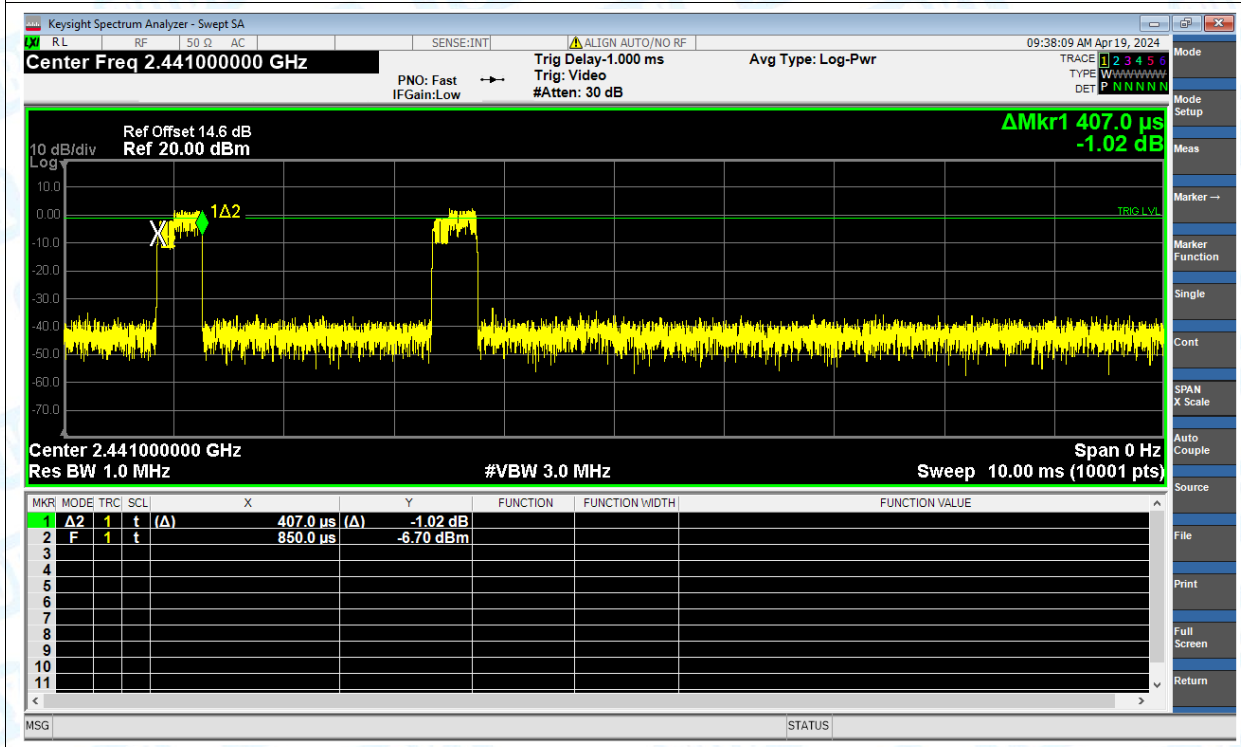 Keysight Spectrum Analyzer - Swept SA
LXI RL RF 50 Ω AC SENSE:INT ALIGN AUTO/NO RF 09:38:09 AM Apr 19, 2024
Center Freq 2.441000000 GHz
PNO: Fast
IFGain:Low
Trig Delay-1.000 ms
Trig: Video
#Atten: 30 dB
Avg Type: Log-Pwr
TRACE 1 2 3 4 5 6
TYPE WWWWWW
DET P N N N N N
ΔMkr1 407.0 µs
-1.02 dB
Ref Offset 14.6 dB
10 dB/div Ref 20.00 dBm
Log
10.0
0.00
-10.0
-20.0
-30.0
-40.0
-50.0
-60.0
-70.0
X
1Δ2
TRIG LVL
Center 2.441000000 GHz Span 0 Hz
Res BW 1.0 MHz #VBW 3.0 MHz Sweep 10.00 ms (10001 pts)
MKR MODE TRC SCL X Y FUNCTION FUNCTION WIDTH FUNCTION VALUE
1 Δ2 1 t (Δ) 407.0 µs (Δ) -1.02 dB
2 F 1 t 850.0 µs -6.70 dBm
3
4
5
6
7
8
9
10
11
MSG STATUS
Mode
Mode Setup
Meas
Marker →
Marker Function
Single
Cont
SPAN X Scale
Auto Couple
Source
File
Print
Full Screen
Return